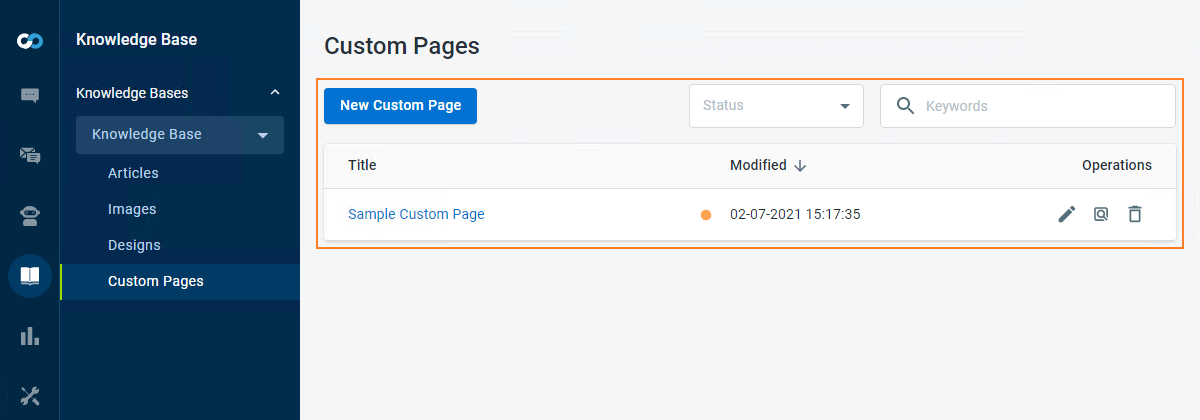 Knowledge Base
Knowledge Bases
Knowledge Base
Articles
Images
Designs
Custom Pages
Custom Pages
New Custom Page Status Keywords
Title Modified Operations
Sample Custom Page 02-07-2021 15:17:35